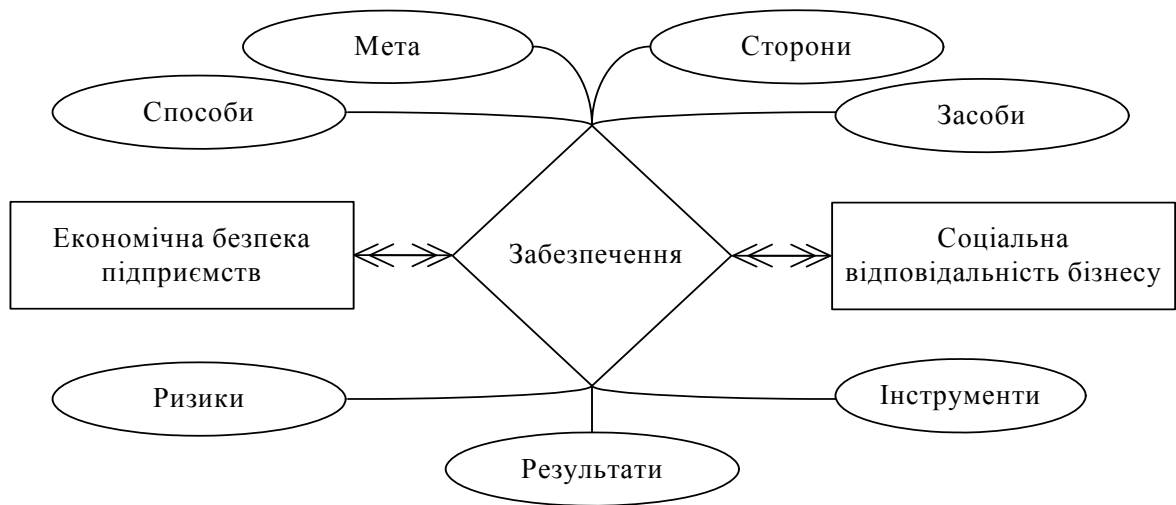 Мета
Сторони
Способи
Засоби
Економічна безпека
підприємств
Забезпечення
Соціальна
відповідальність бізнесу
Ризики
Інструменти
Результати